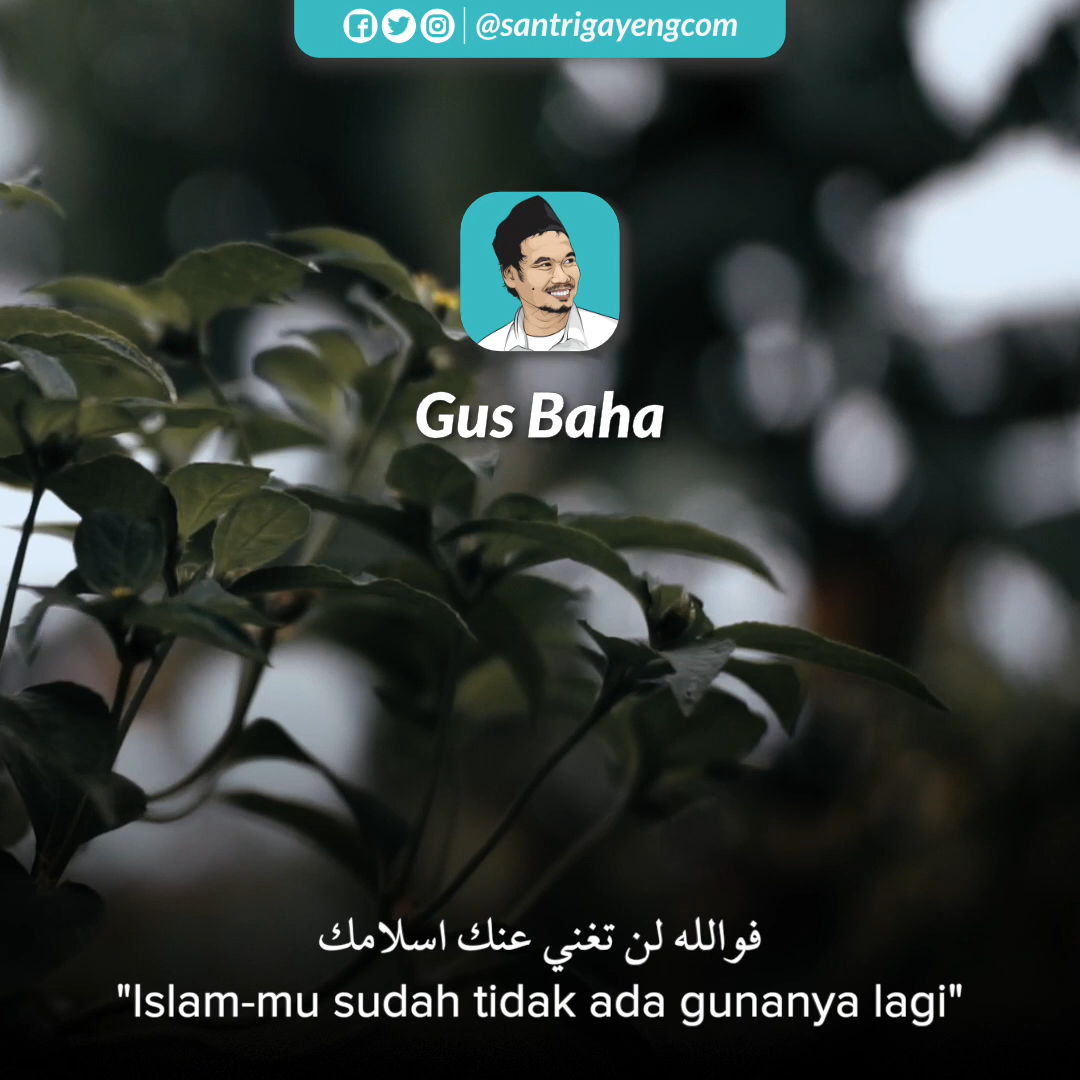 @santrigayengcom
Gus Baha
فوالله لن تغني عنك اسلامك
"Islam-mu sudah tidak ada gunanya lagi"